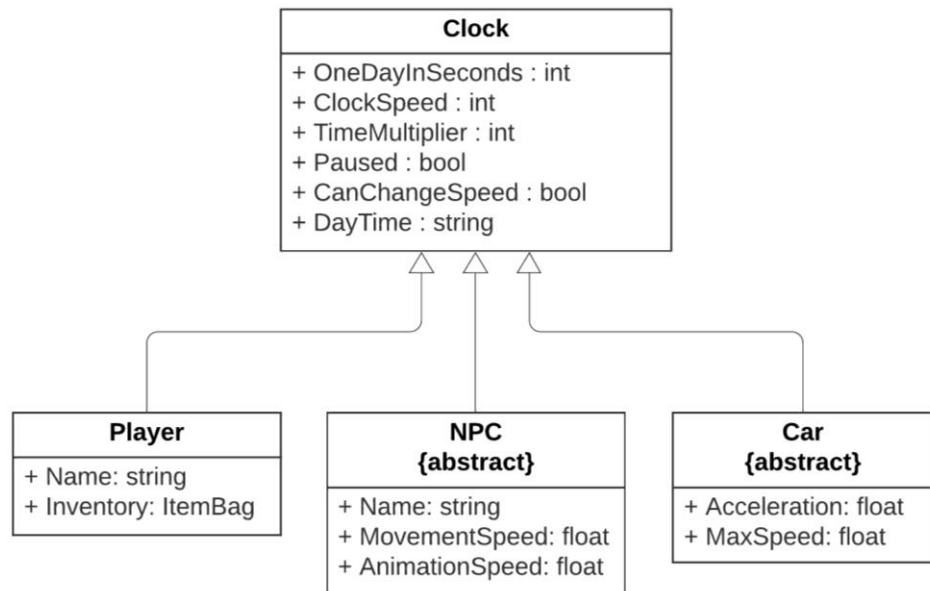 Clock
+ OneDayInSeconds : int
+ ClockSpeed : int
+ TimeMultiplier : int
+ Paused : bool
+ CanChangeSpeed : bool
+ DayTime : string
Player
+ Name: string
+ Inventory: ItemBag
NPC
{abstract}
+ Name: string
+ MovementSpeed: float
+ AnimationSpeed: float
Car
{abstract}
+ Acceleration: float
+ MaxSpeed: float